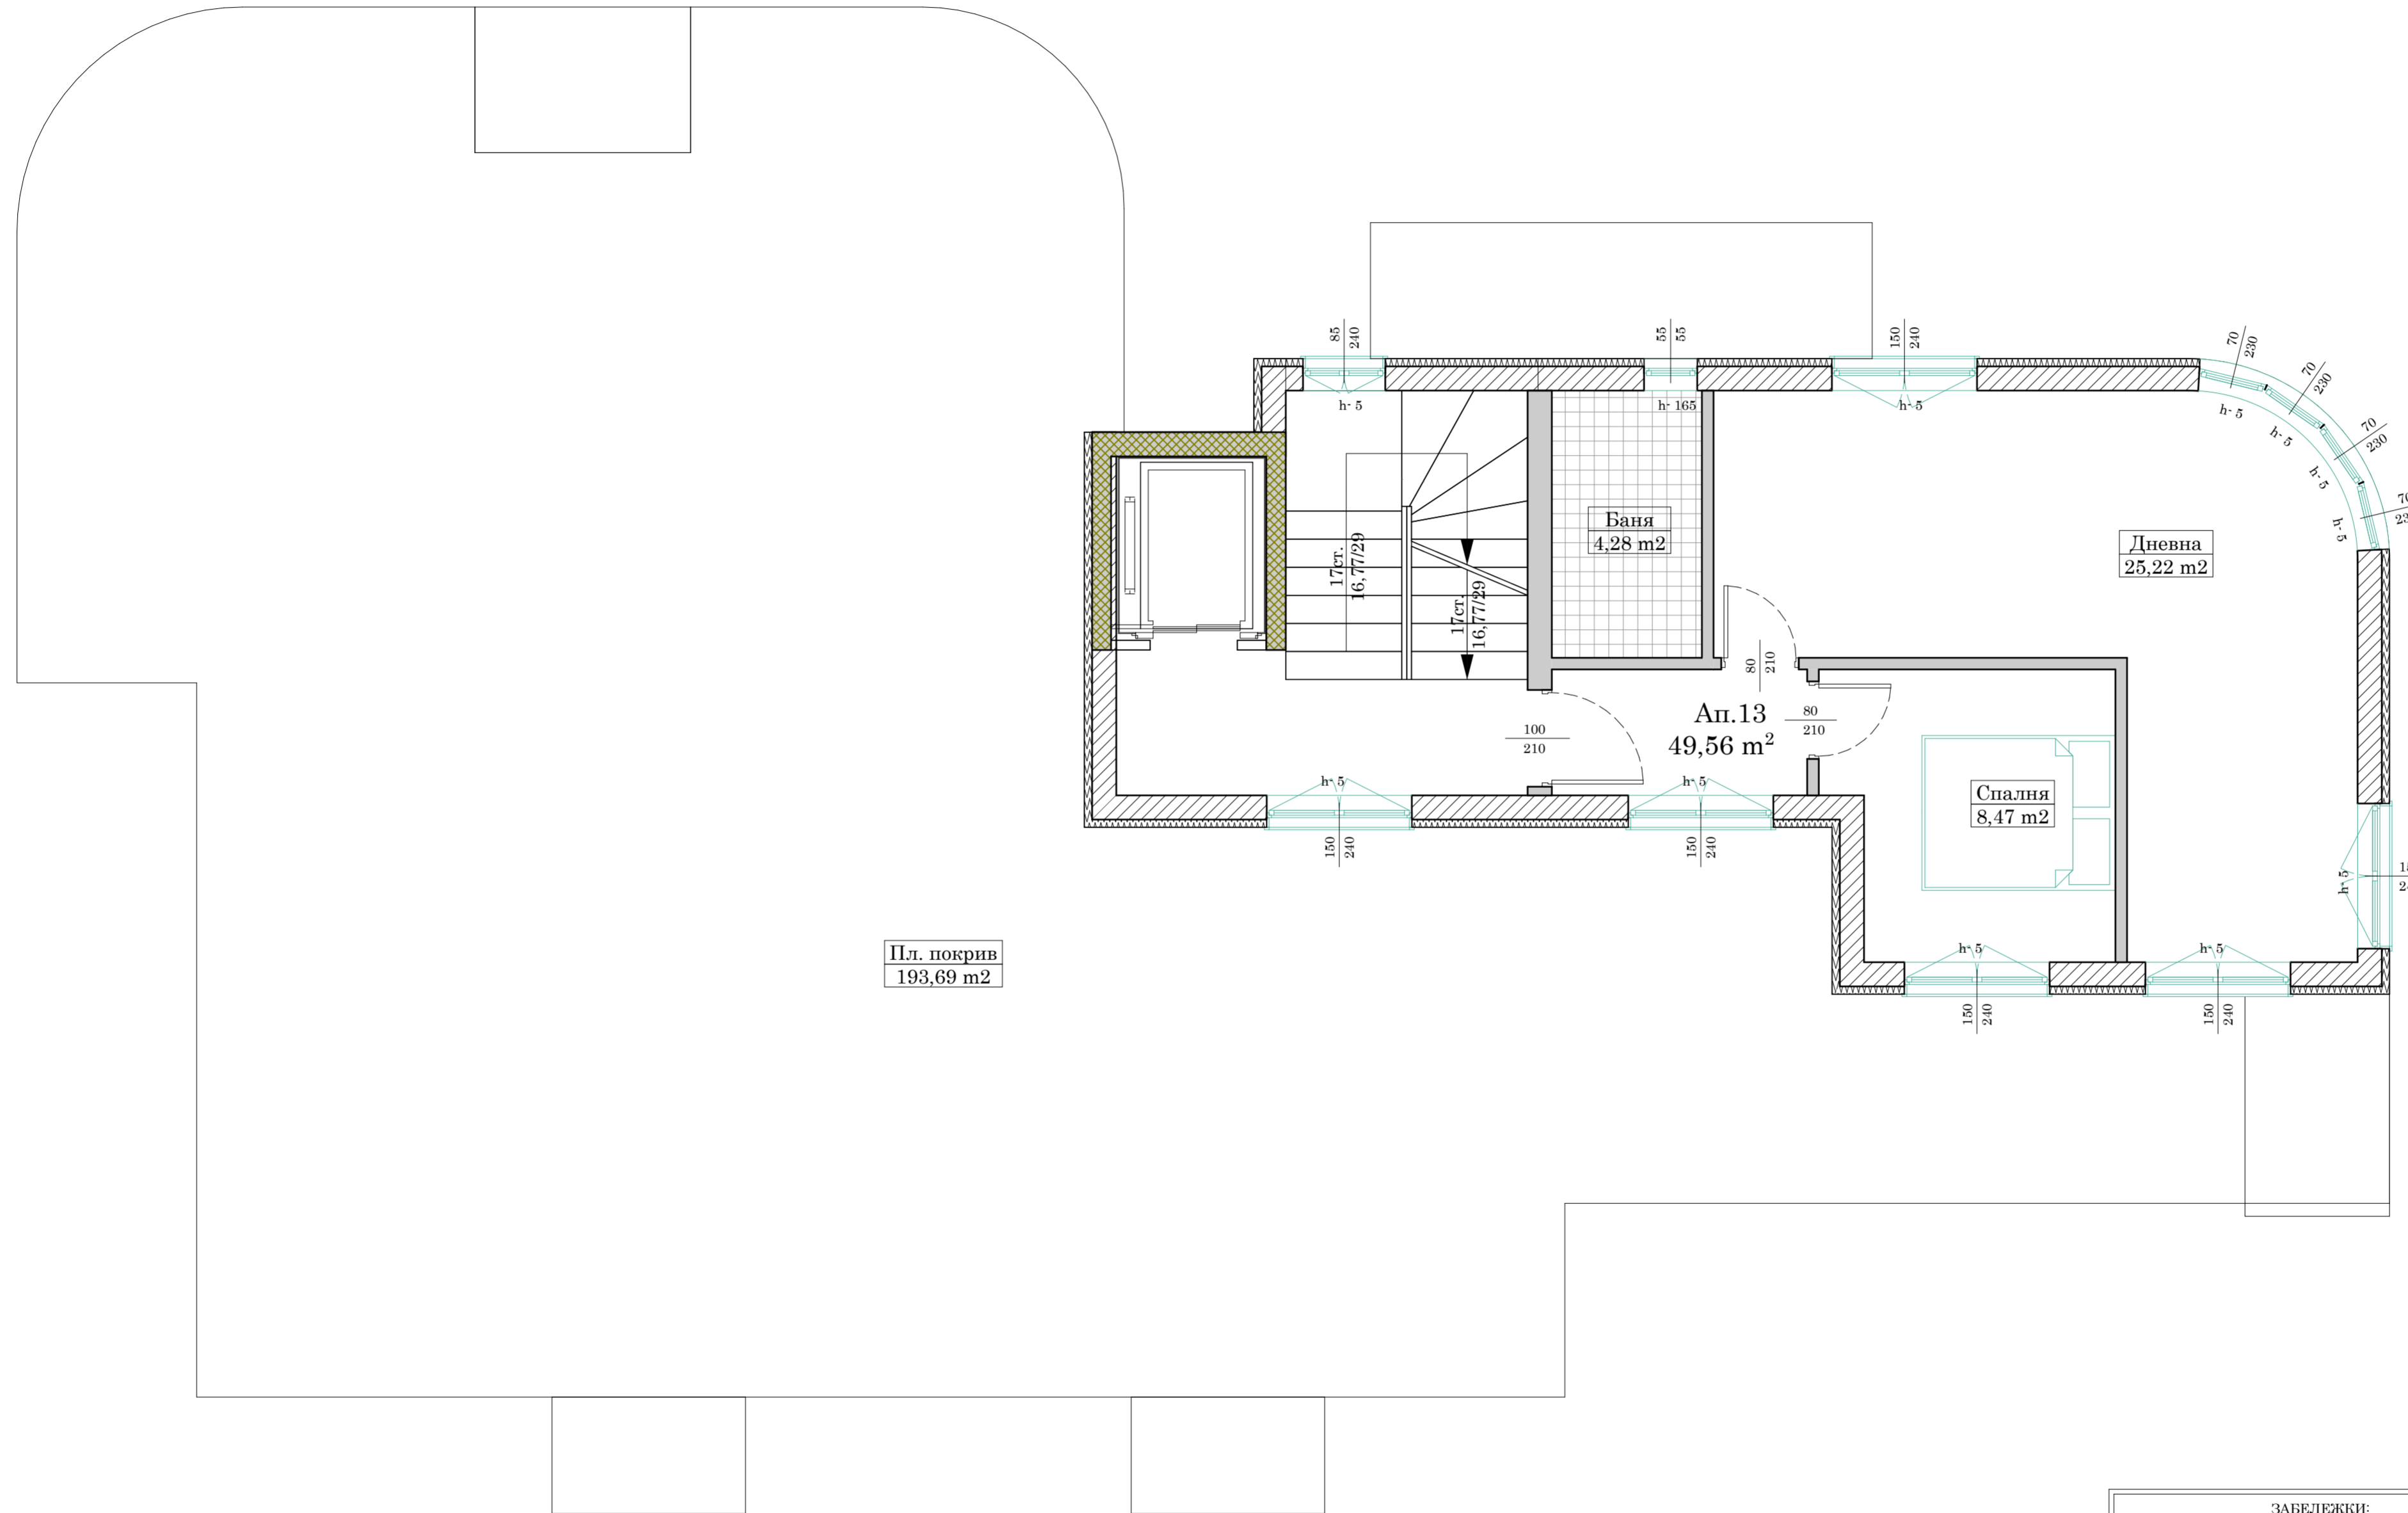 85
240
55
55
150
240
70
230
70
230
70
230
h- 5
h- 165
h- 5
h- 5
h- 5
h- 5
h- 5
Баня
4,28 m2
Дневна
25,22 m2
17ст.
16,77/29
17ст.
16,77/29
80
210
Ап.13
49,56 m²
80
210
100
210
h- 5
h- 5
Спалня
8,47 m2
150
240
150
240
h- 5
h- 5
h- 5
Пл. покрив
193,69 m2
150
240
150
240
ЗАБЕЛЕЖКИ: